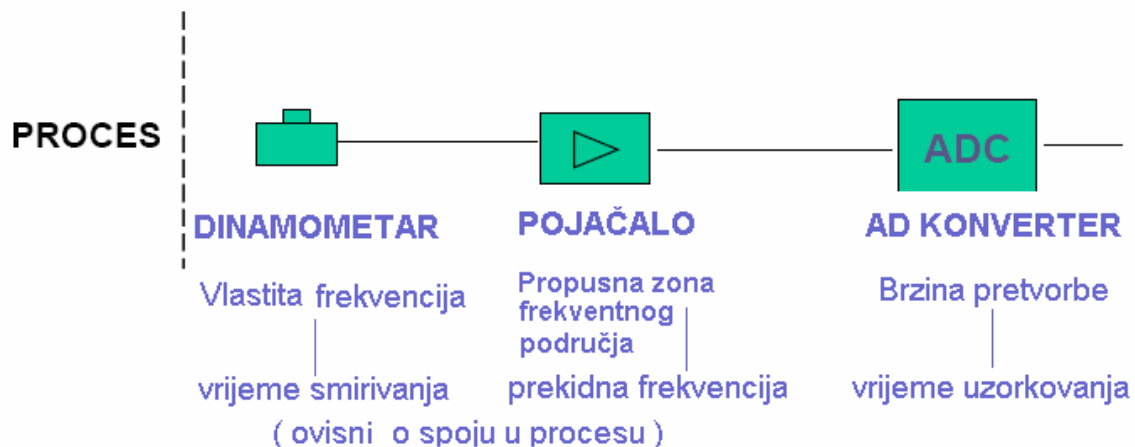 PROCES
ADC
DINAMOMETAR
POJAČALO
AD KONVERTER
Vlastita frekvencija
Propusna zona
frekventnog
područja
Brzina pretvorbe
vrijeme smirivanja
prekidna frekvencija
vrijeme uzorkovanja
( ovisni o spoju u procesu )